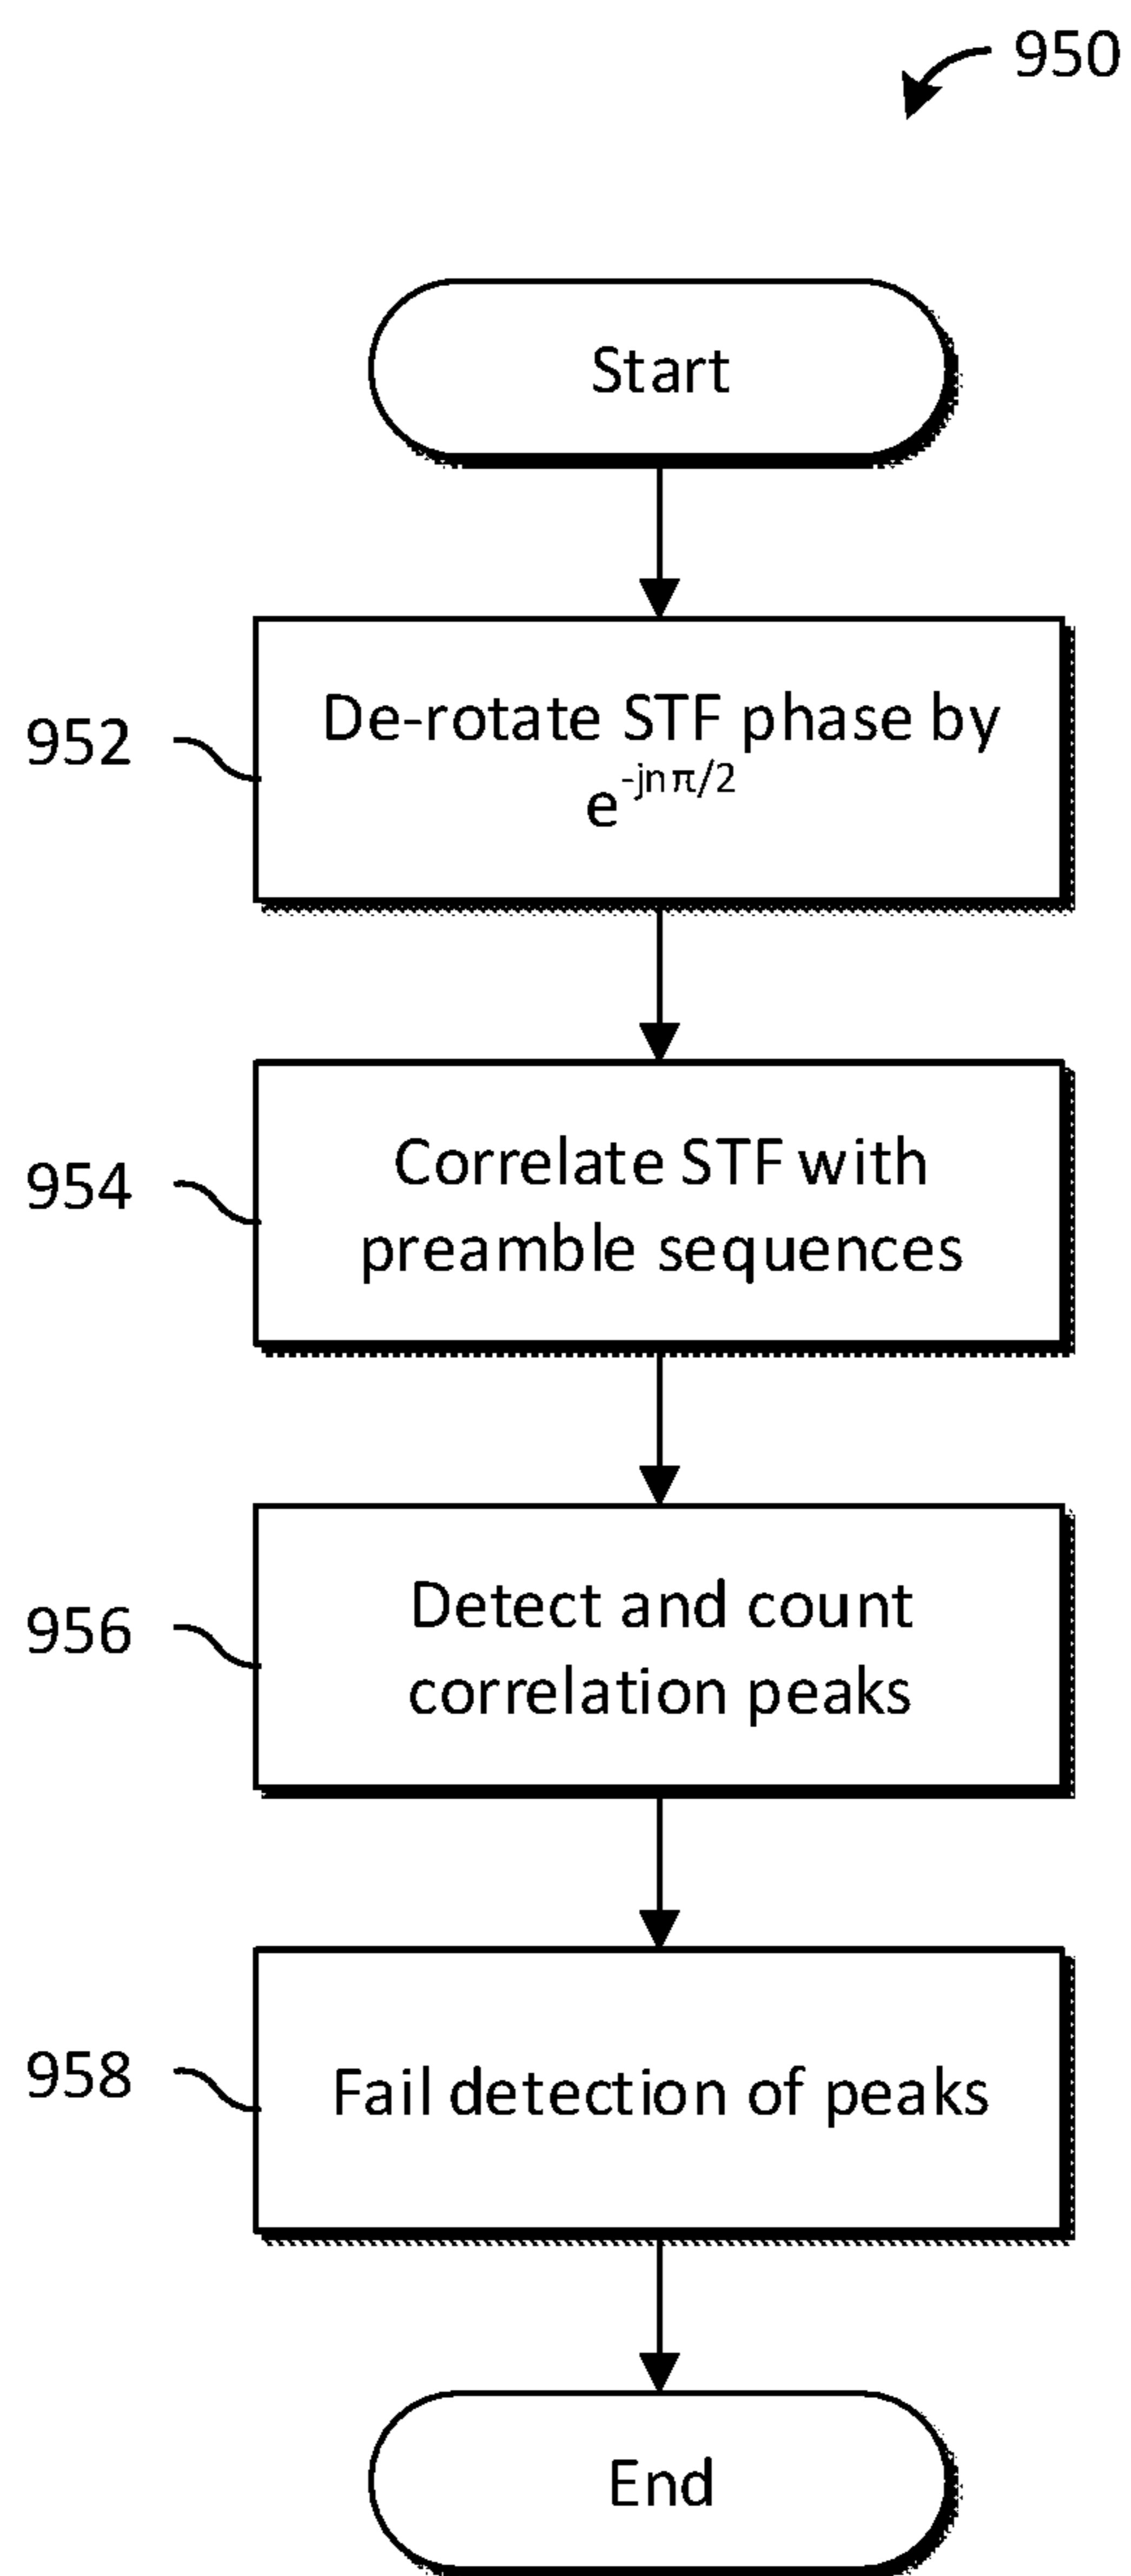 950
Start
952
De-rotate STF phase by
e^-jnπ/2
954
Correlate STF with
preamble sequences
956
Detect and count
correlation peaks
958
Fail detection of peaks
End